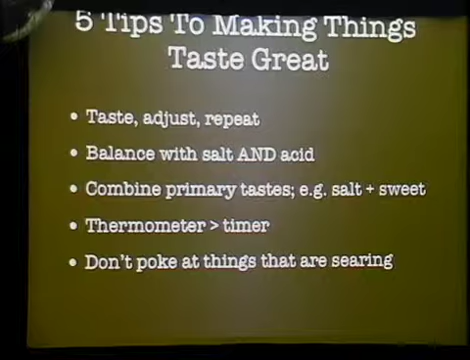 5 Tips To Making Things
Taste Great
• Taste, adjust, repeat
• Balance with salt AND acid
• Combine primary tastes; e.g. salt + sweet
• Thermometer > timer
• Don't poke at things that are searing